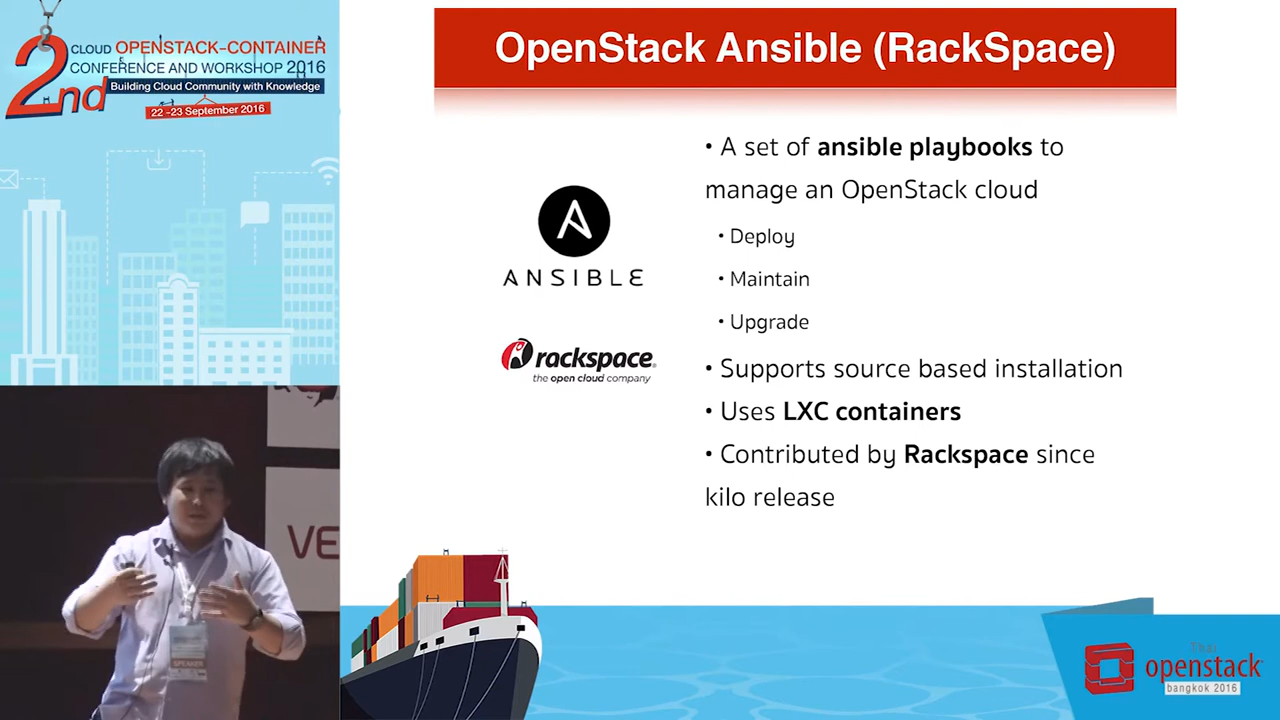 2nd
CLOUD OPENSTACK-CONTAINER
CONFERENCE AND WORKSHOP 2016
Building Cloud Community with Knowledge
22 -23 September 2016
OpenStack Ansible (RackSpace)
• A set of ansible playbooks to
manage an OpenStack cloud
• Deploy
• Maintain
• Upgrade
• Supports source based installation
• Uses LXC containers
• Contributed by Rackspace since
kilo release
ANSIBLE
rackspace®
the open cloud company
VE
SPEAKER
Thai
openstack
bangkok 2016